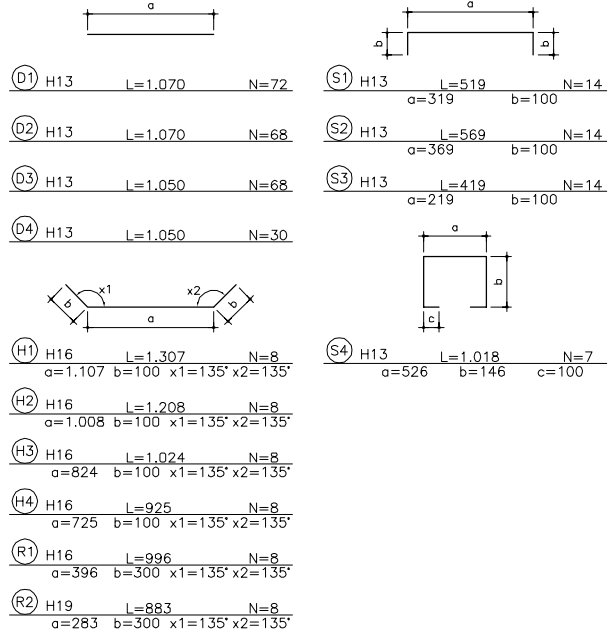 a
D1 H13 L=1.070 N=72
D2 H13 L=1.070 N=68
D3 H13 L=1.050 N=68
D4 H13 L=1.050 N=30
b x1 x2 b
a
H1 H16 L=1.307 N=8
a=1.107 b=100 x1=135° x2=135°
H2 H16 L=1.208 N=8
a=1.008 b=100 x1=135° x2=135°
H3 H16 L=1.024 N=8
a=824 b=100 x1=135° x2=135°
H4 H16 L=925 N=8
a=725 b=100 x1=135° x2=135°
R1 H16 L=996 N=8
a=396 b=300 x1=135° x2=135°
R2 H19 L=883 N=8
a=283 b=300 x1=135° x2=135°
a
b b
S1 H13 L=519 N=14
a=319 b=100
S2 H13 L=569 N=14
a=369 b=100
S3 H13 L=419 N=14
a=219 b=100
a
b
c
S4 H13 L=1.018 N=7
a=526 b=146 c=100